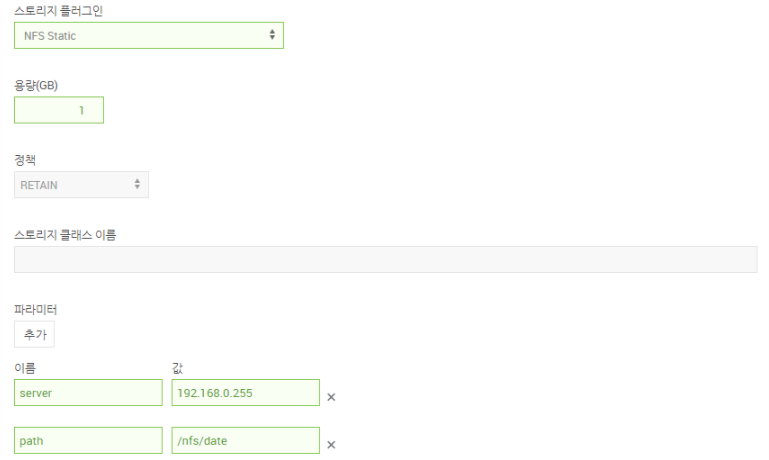 스토리지 플러그인
NFS Static
용량(GB)
1
정책
RETAIN
스토리지 클래스 이름
파라미터
추가
이름 값
server 192.168.0.255 ×
path /nfs/date ×